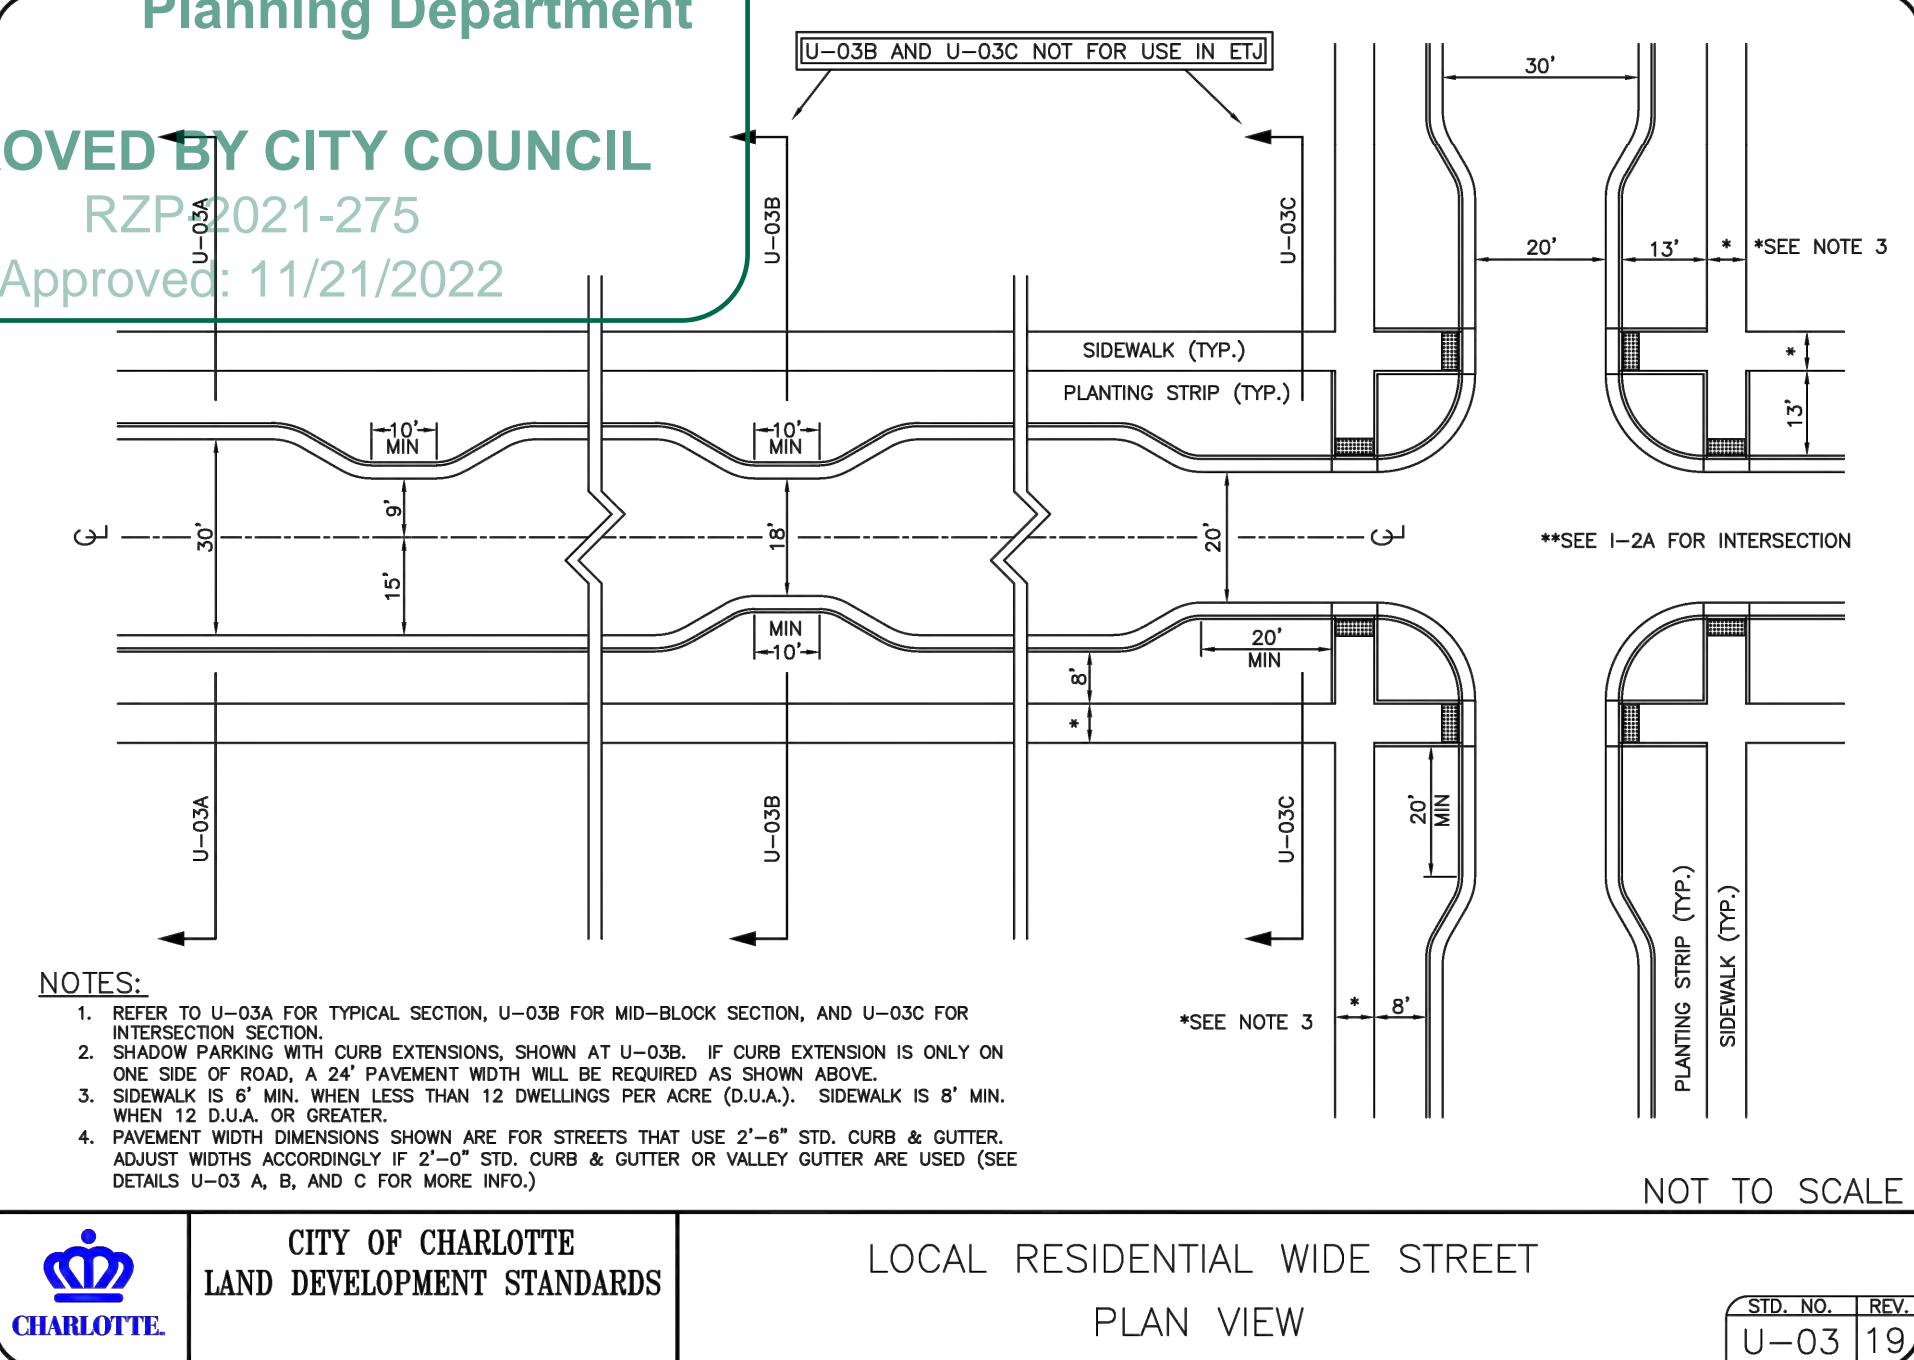 Planning Department
OVED BY CITY COUNCIL
RZP-2021-275
Approved: 11/21/2022
U-03B AND U-03C NOT FOR USE IN ETJ
30'
U-03A
U-03B
U-03C
20'
13'
*
*SEE NOTE 3
SIDEWALK (TYP.)
PLANTING STRIP (TYP.)
*
13'
10'
MIN
10'
MIN
30'
9'
15'
18'
20'
CL
CL
**SEE I-2A FOR INTERSECTION
MIN
10'
20'
MIN
8'
*
U-03A
U-03B
U-03C
20'
MIN
PLANTING STRIP (TYP.)
SIDEWALK (TYP.)
*SEE NOTE 3
*
8'
NOTES:
1. REFER TO U-03A FOR TYPICAL SECTION, U-03B FOR MID-BLOCK SECTION, AND U-03C FOR
INTERSECTION SECTION.
2. SHADOW PARKING WITH CURB EXTENSIONS, SHOWN AT U-03B. IF CURB EXTENSION IS ONLY ON
ONE SIDE OF ROAD, A 24' PAVEMENT WIDTH WILL BE REQUIRED AS SHOWN ABOVE.
3. SIDEWALK IS 6' MIN. WHEN LESS THAN 12 DWELLINGS PER ACRE (D.U.A.). SIDEWALK IS 8' MIN.
WHEN 12 D.U.A. OR GREATER.
4. PAVEMENT WIDTH DIMENSIONS SHOWN ARE FOR STREETS THAT USE 2'-6" STD. CURB & GUTTER.
ADJUST WIDTHS ACCORDINGLY IF 2'-0" STD. CURB & GUTTER OR VALLEY GUTTER ARE USED (SEE
DETAILS U-03 A, B, AND C FOR MORE INFO.)
NOT TO SCALE
CHARLOTTE.
CITY OF CHARLOTTE
LAND DEVELOPMENT STANDARDS
LOCAL RESIDENTIAL WIDE STREET
PLAN VIEW
STD. NO. REV.
U-03 19